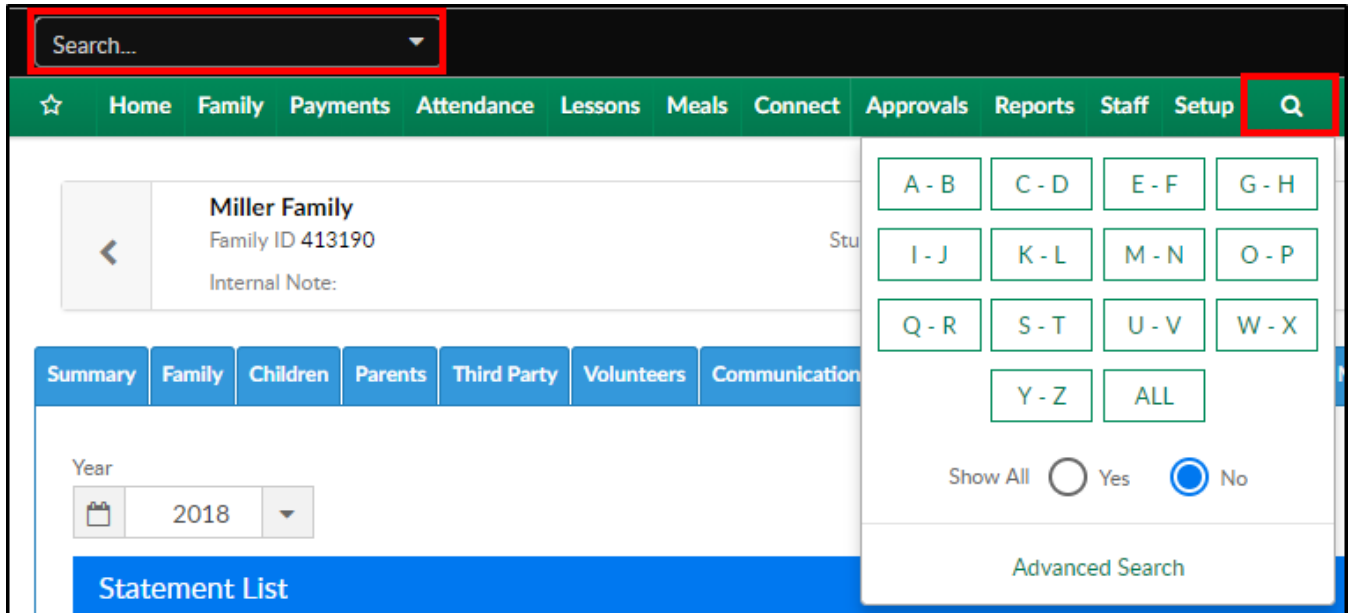 Search...
Home Family Payments Attendance Lessons Meals Connect Approvals Reports Staff Setup
A - B C - D E - F G - H
I - J K - L M - N O - P
Q - R S - T U - V W - X
Y - Z ALL
Show All Yes No
Advanced Search
Miller Family
Family ID 413190
Stu
Internal Note:
Summary Family Children Parents Third Party Volunteers Communication
Year
2018
Statement List